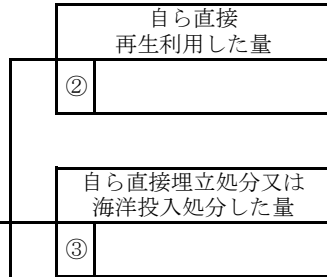 自ら直接
再生利用した量
②
自ら直接埋立処分又は
海洋投入処分した量
③